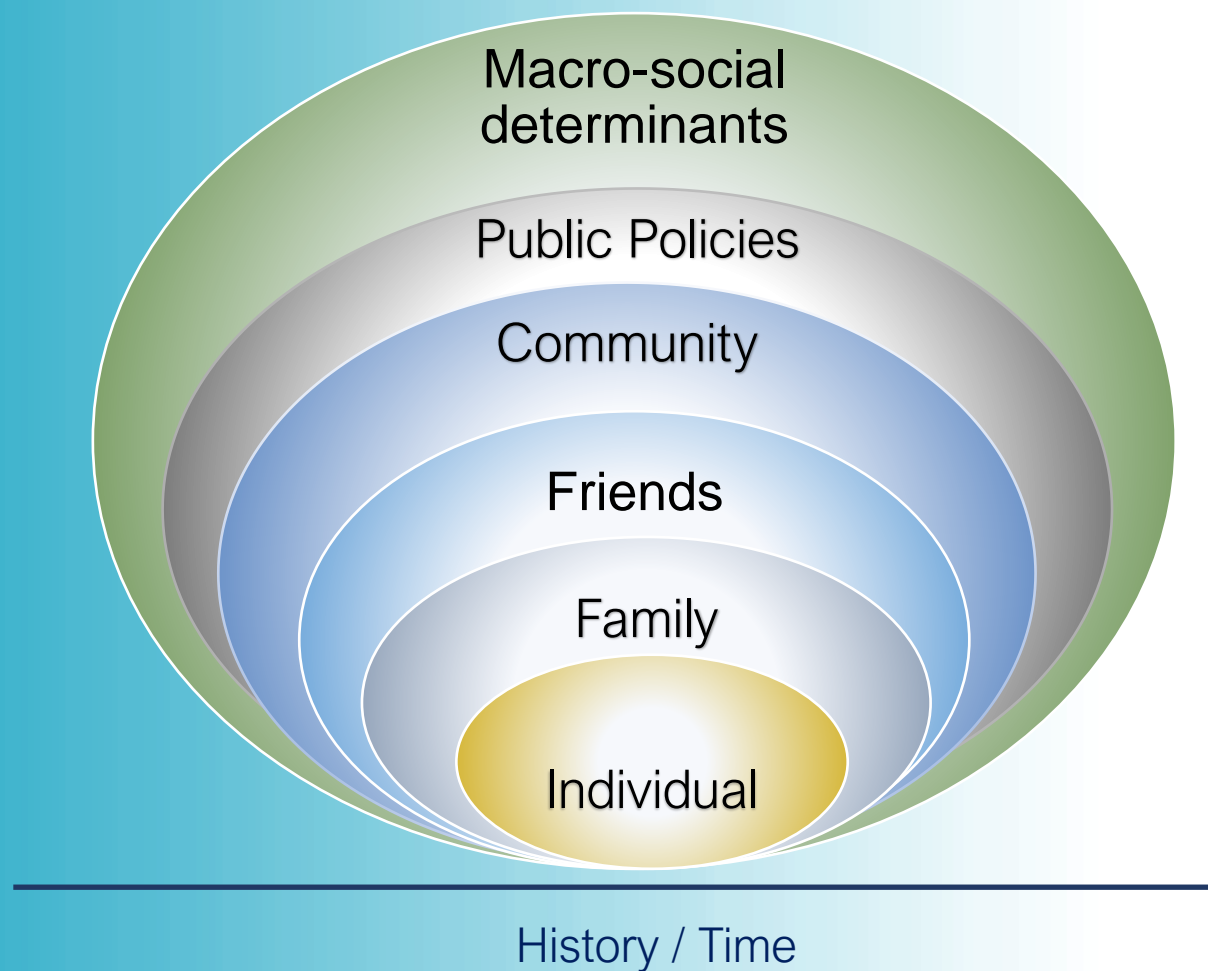 Macro-social
determinants
Public Policies
Community
Friends
Family
Individual
History / Time